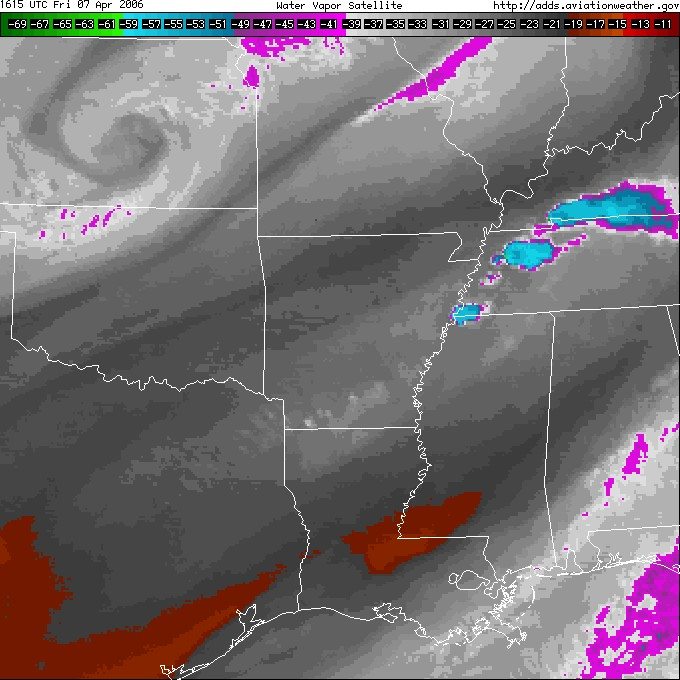 1615 UTC Fri 07 Apr 2006 Water Vapor Satellite http://adds.aviationweather.gov
-69 -67 -65 -63 -61 -59 -57 -55 -53 -51 -49 -47 -45 -43 -41 -39 -37 -35 -33 -31 -29 -27 -25 -23 -21 -19 -17 -15 -13 -11